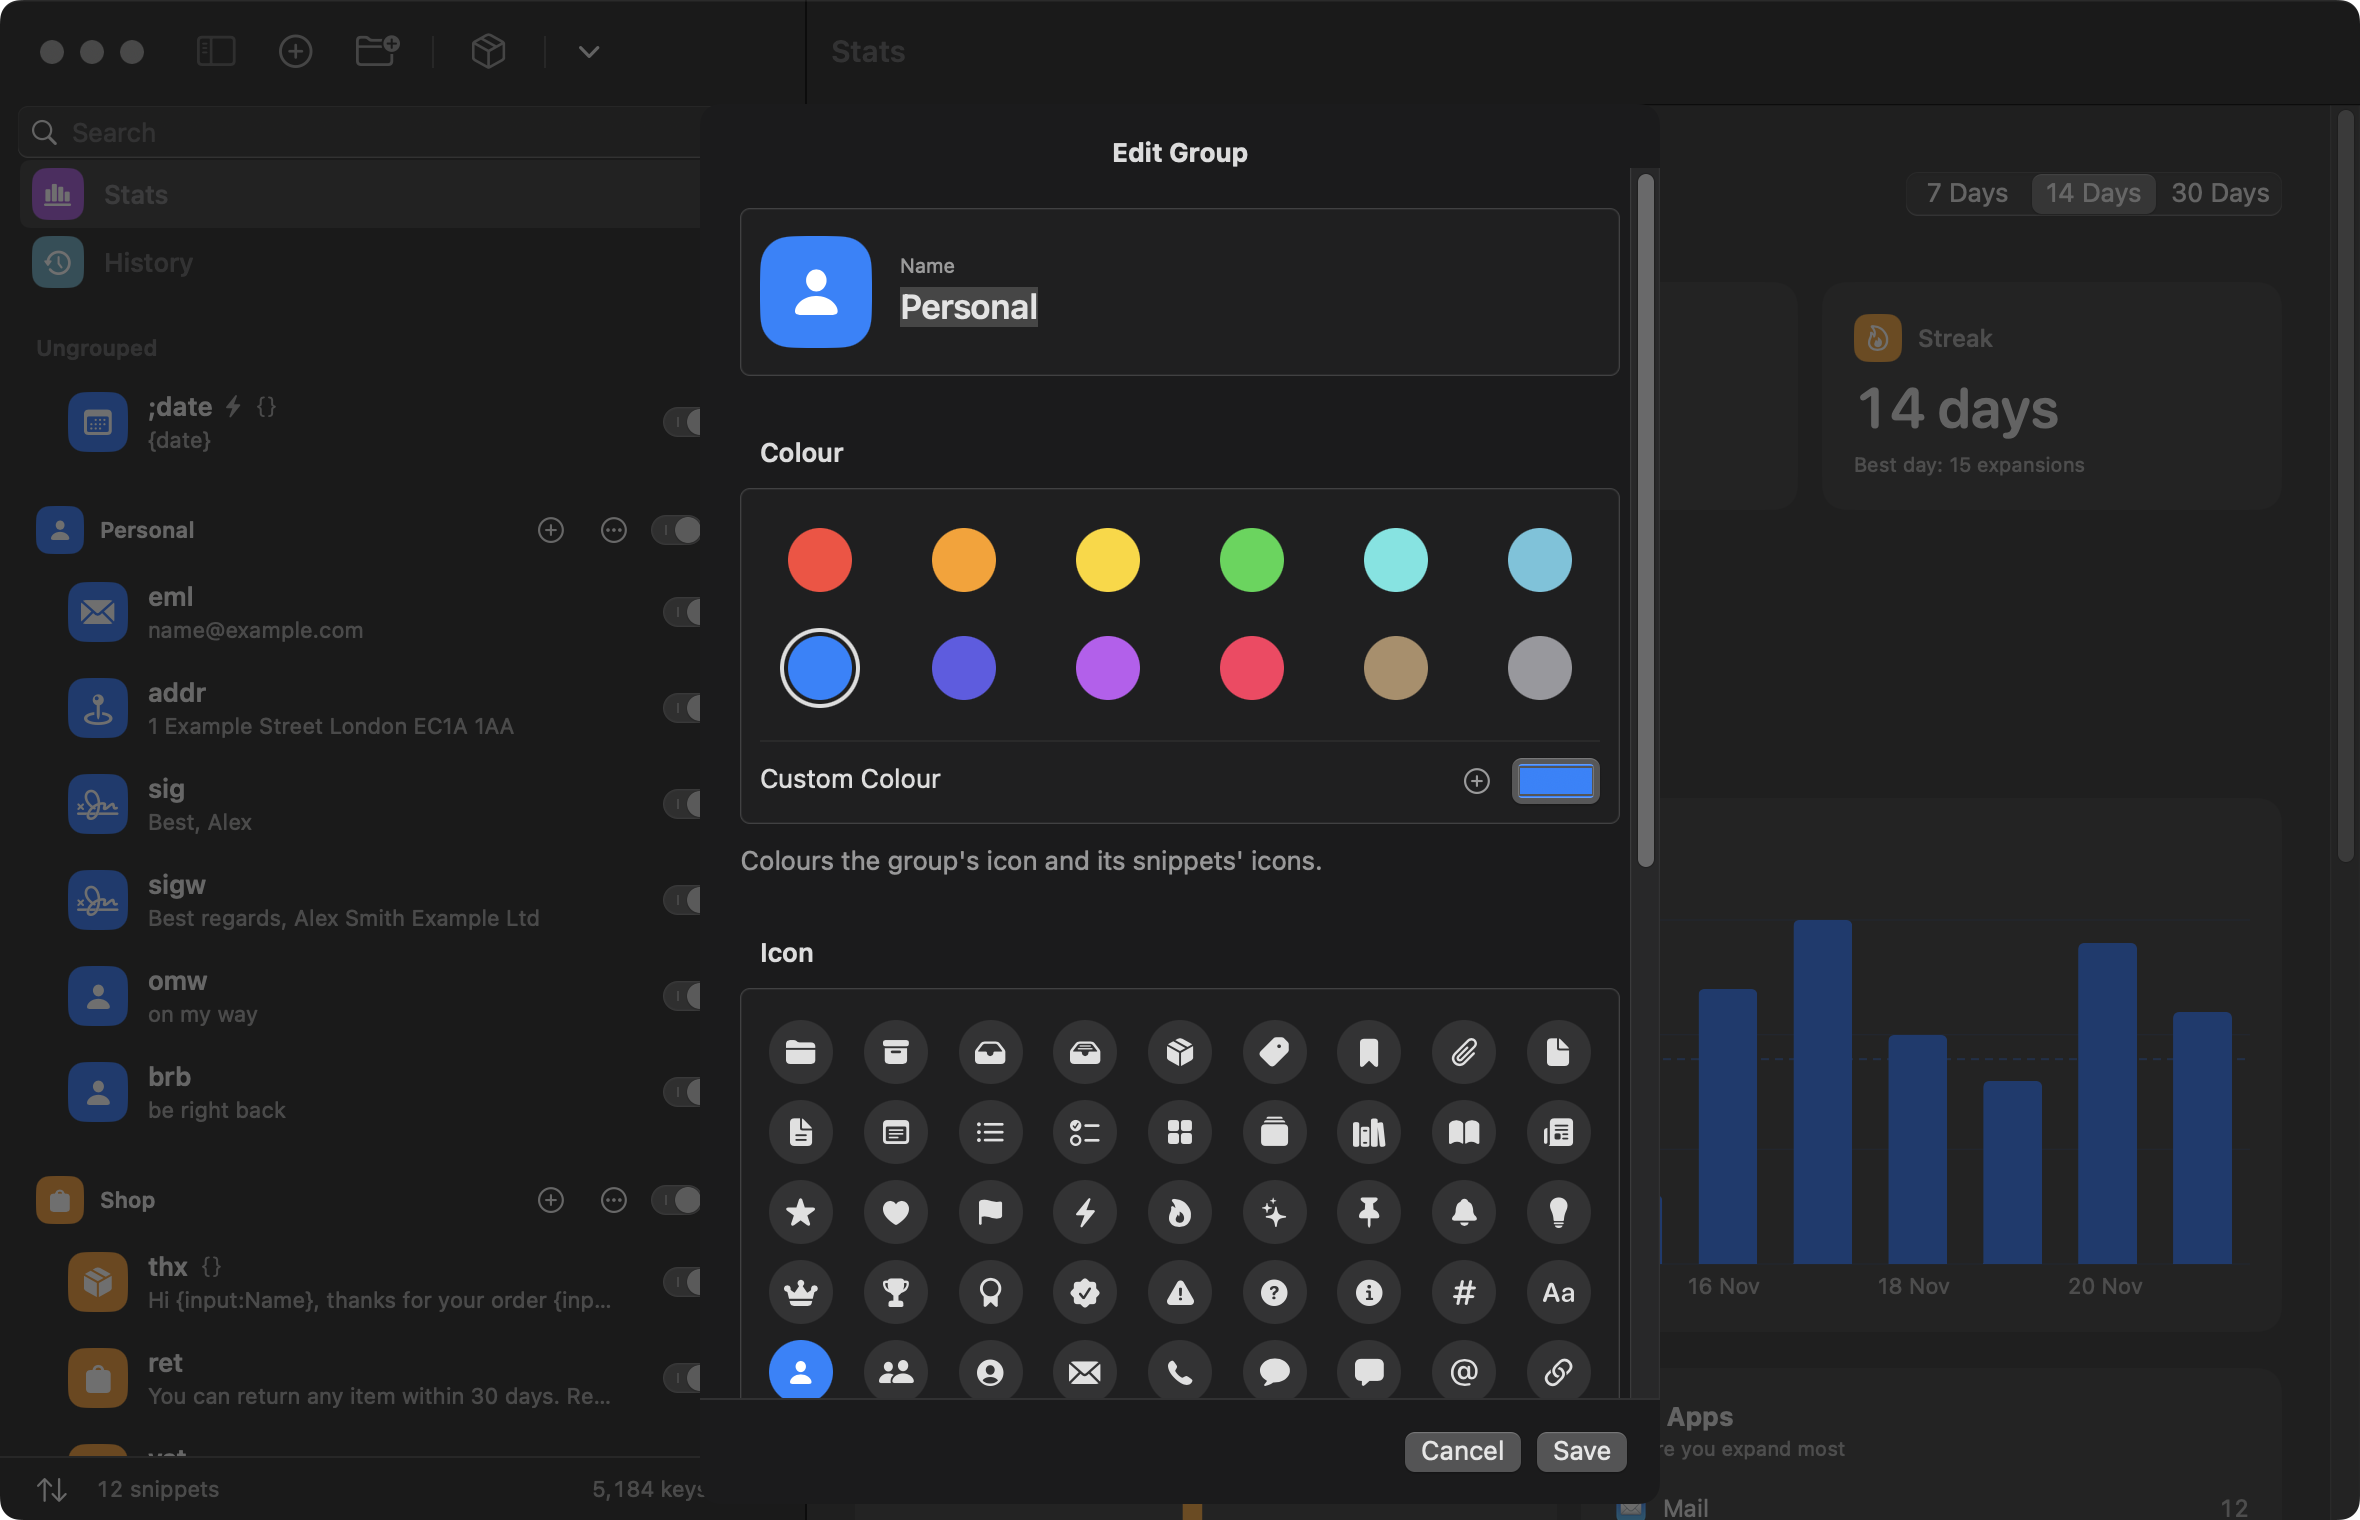 Stats
Search
Stats
History
Ungrouped
;date {}
{date}
Personal
eml
name@example.com
addr
1 Example Street London EC1A 1AA
sig
Best, Alex
sigw
Best regards, Alex Smith Example Ltd
omw
on my way
brb
be right back
Shop
thx {}
Hi {input:Name}, thanks for your order {inp...
ret
You can return any item within 30 days. Re...
12 snippets
5,184 keys
Edit Group
Name
Personal
Colour
Custom Colour
Colours the group's icon and its snippets' icons.
Icon
Aa
Cancel
Save
7 Days
14 Days
30 Days
Streak
14 days
Best day: 15 expansions
16 Nov
18 Nov
20 Nov
Apps
re you expand most
Mail
12